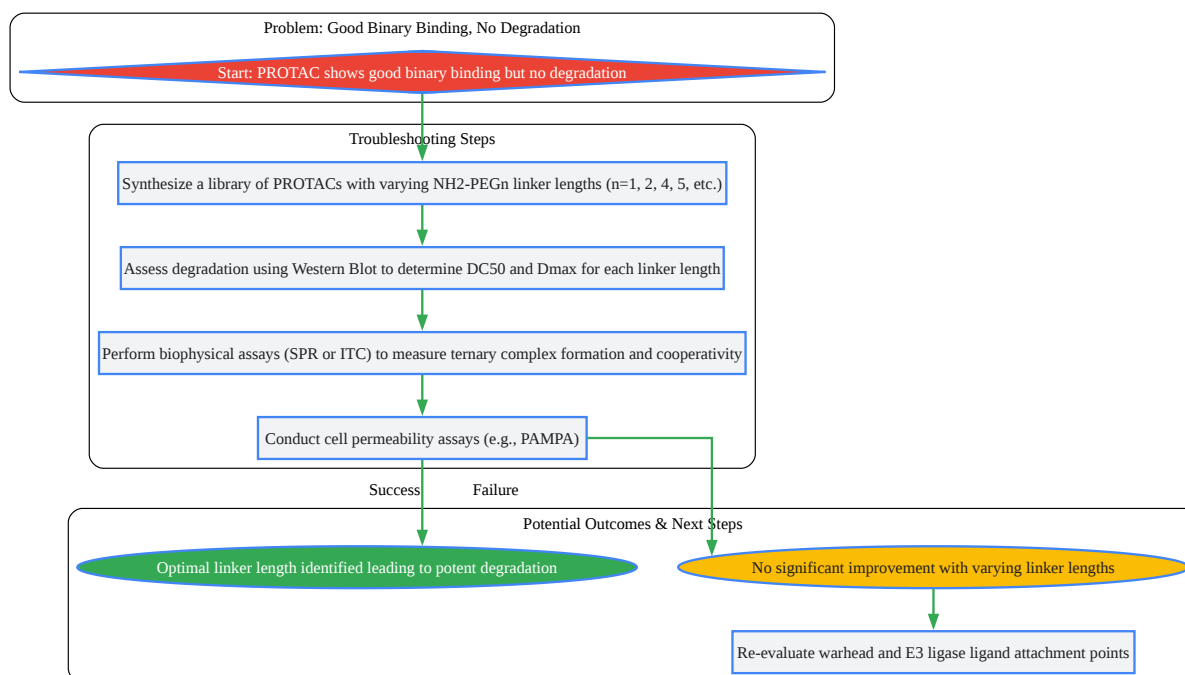 Problem: Good Binary Binding, No Degradation
Start: PROTAC shows good binary binding but no degradation
Troubleshooting Steps
Synthesize a library of PROTACs with varying NH2-PEGn linker lengths (n=1, 2, 4, 5, etc.)
Assess degradation using Western Blot to determine DC50 and Dmax for each linker length
Perform biophysical assays (SPR or ITC) to measure ternary complex formation and cooperativity
Conduct cell permeability assays (e.g., PAMPA)
Success
Failure
Potential Outcomes & Next Steps
Optimal linker length identified leading to potent degradation
No significant improvement with varying linker lengths
Re-evaluate warhead and E3 ligase ligand attachment points